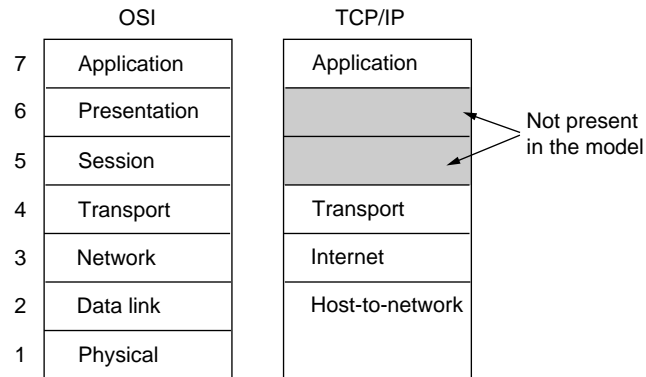 OSI TCP/IP
7 Application Application
6 Presentation
Not present
in the model
5 Session
4 Transport Transport
3 Network Internet
2 Data link Host-to-network
1 Physical